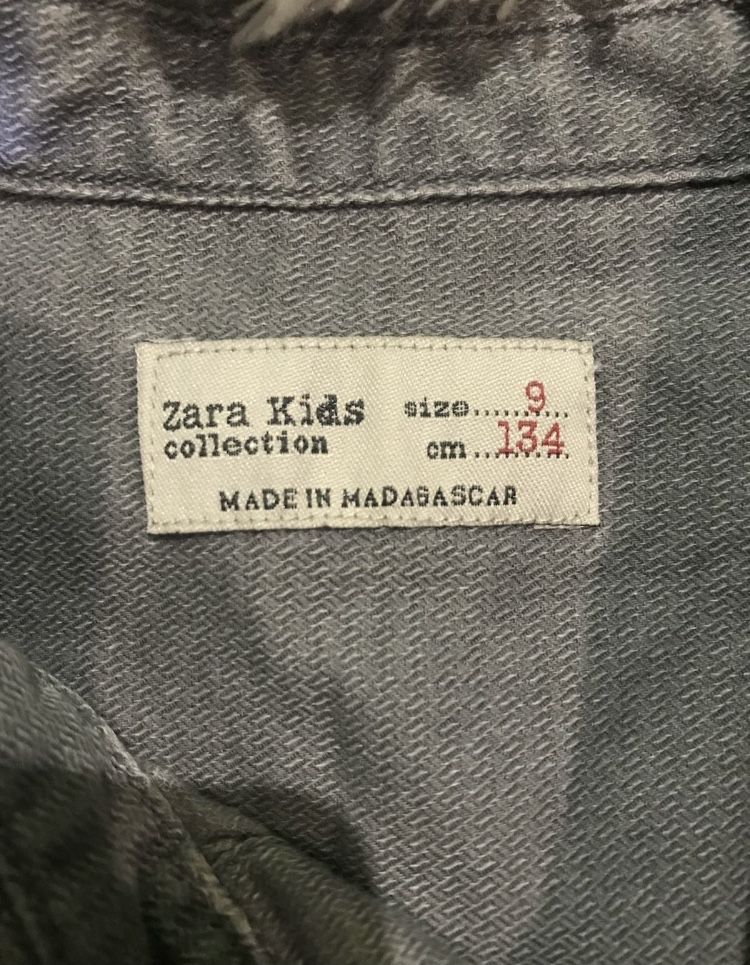 Zara Kids size......9...
collection cm...134
MADE IN MADAGASCAR